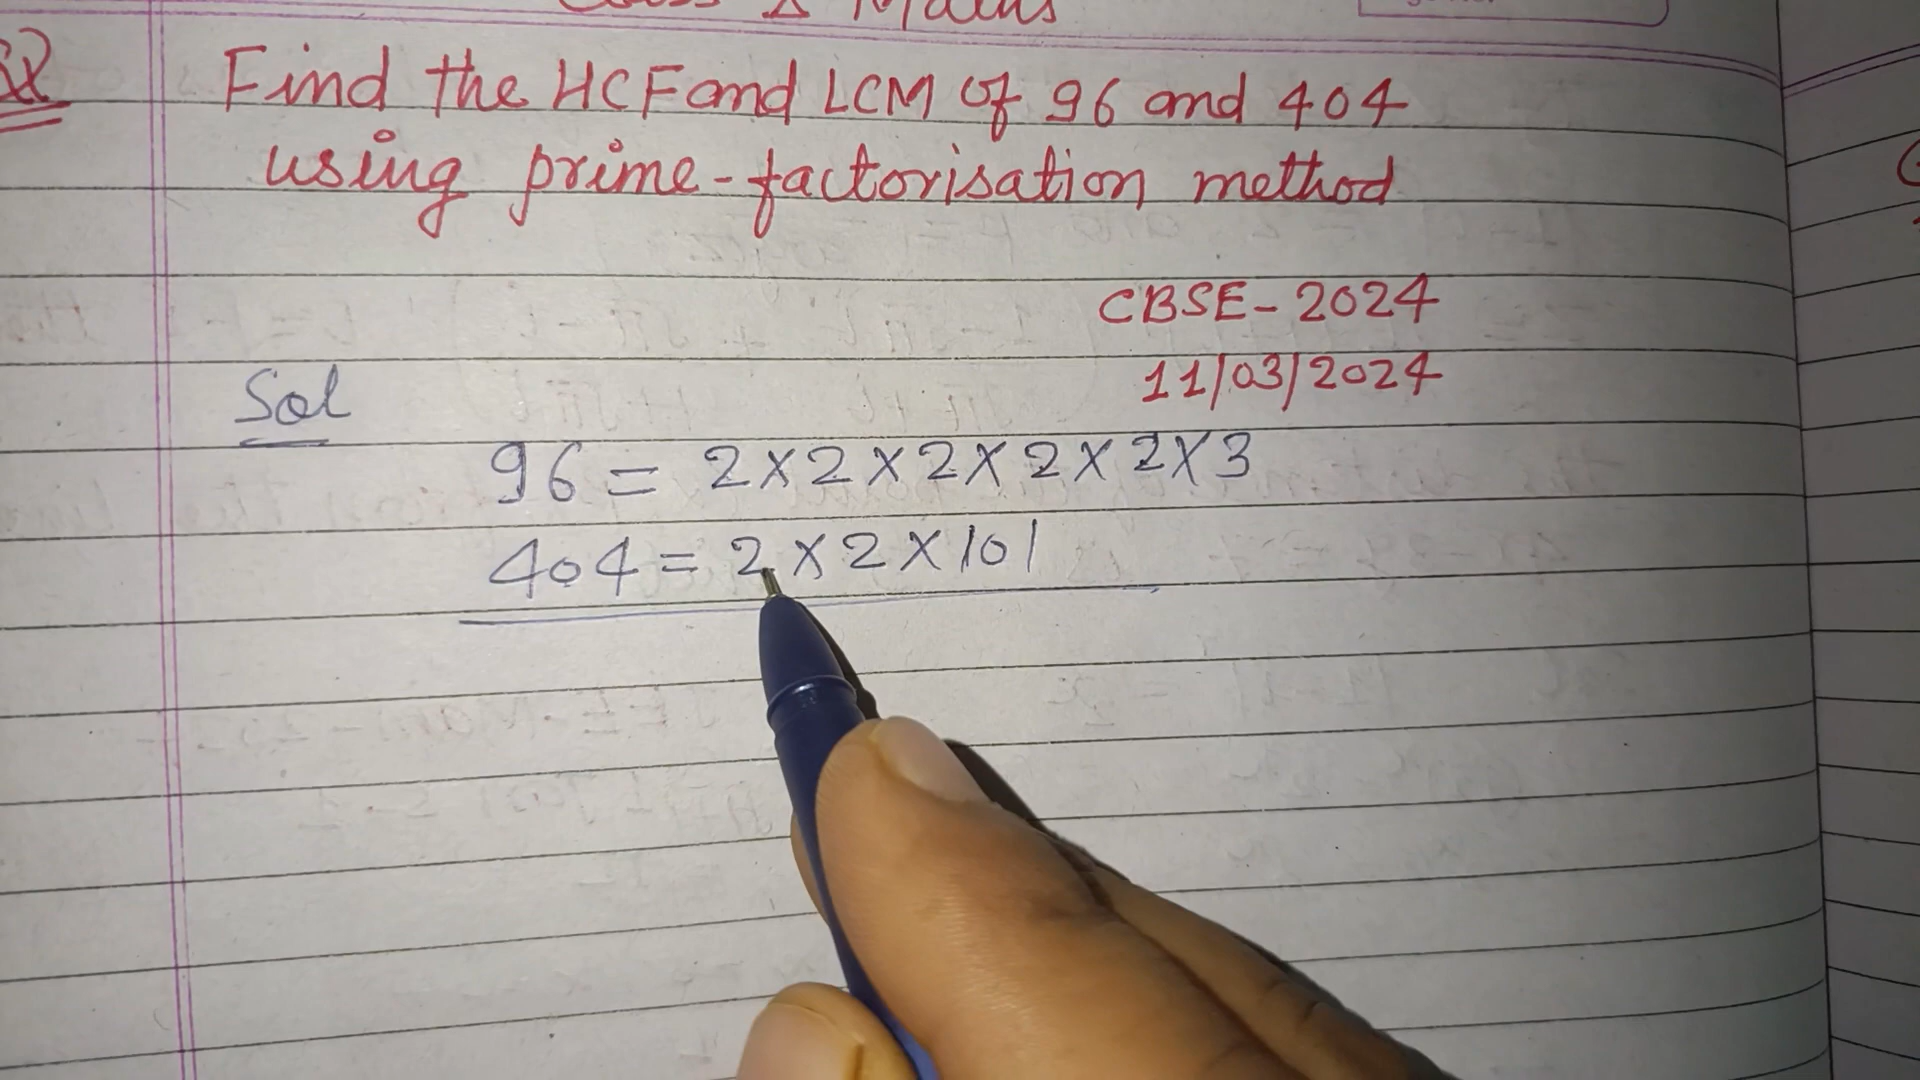 Find the HCF and LCM of 96 and 404
using prime-factorisation method
CBSE-2024
11/03/2024
Sol
96 = 2×2×2×2×2×3
404 = 2×2×101